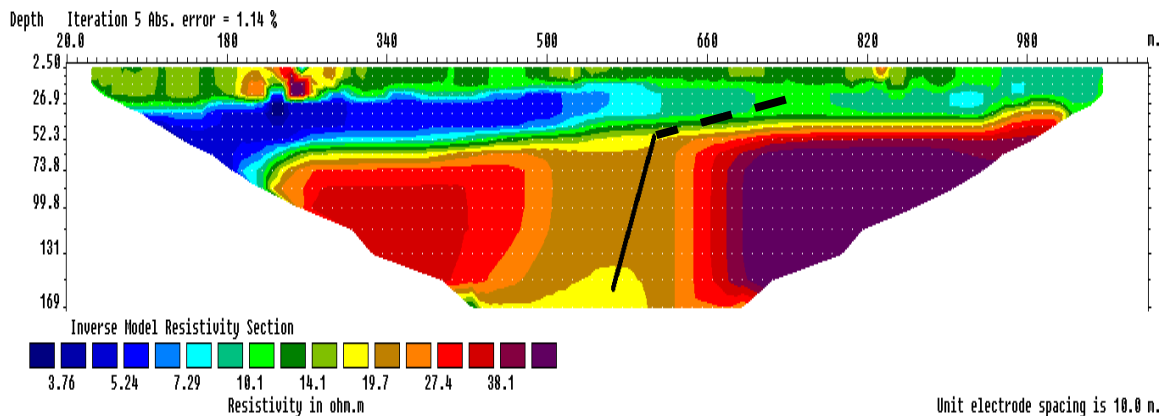 Depth Iteration 5 Abs. error = 1.14 %
20.0 180 340 500 660 820 980 m.
2.50
26.9
52.3
73.8
99.8
131
169
Inverse Model Resistivity Section
3.76 5.24 7.29 10.1 14.1 19.7 27.4 38.1
Resistivity in ohm.m
Unit electrode spacing is 10.0 m.